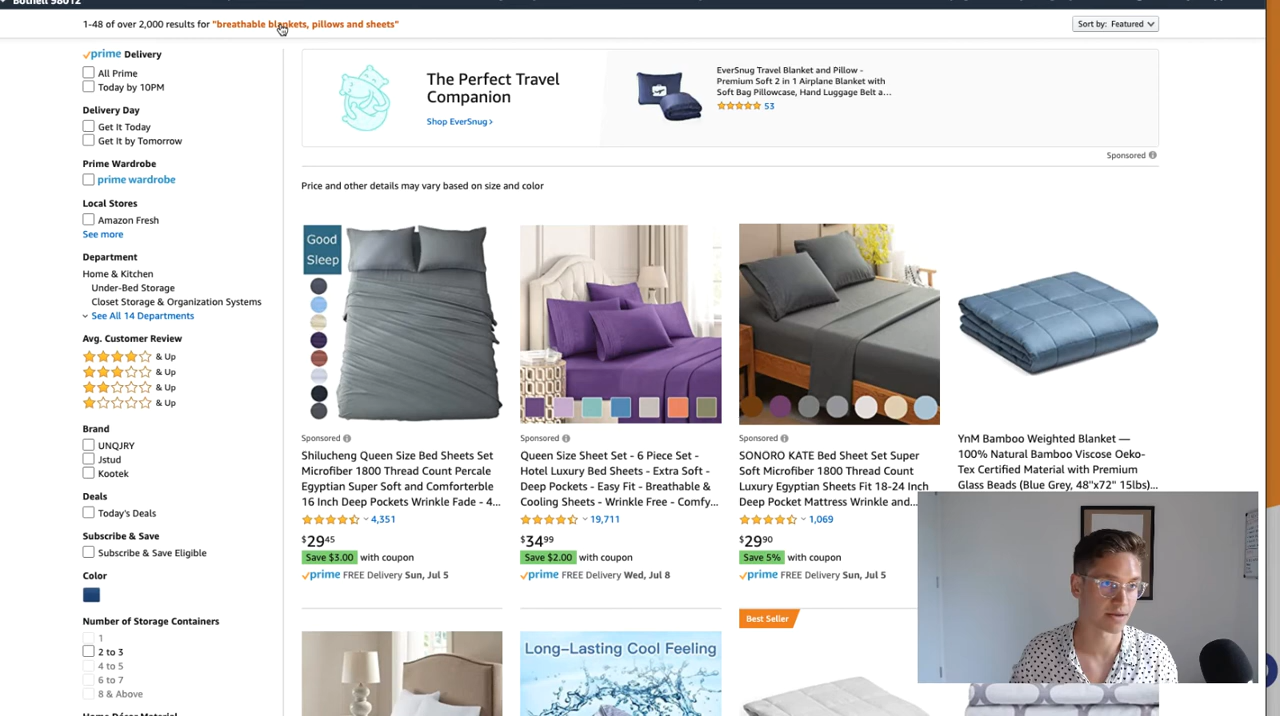 Bothell 98012
1-48 of over 2,000 results for "breathable blankets, pillows and sheets"
Sort by: Featured
prime Delivery
All Prime
Today by 10PM
Delivery Day
Get It Today
Get It by Tomorrow
Prime Wardrobe
prime wardrobe
Local Stores
Amazon Fresh
See more
Department
Home & Kitchen
Under-Bed Storage
Closet Storage & Organization Systems
See All 14 Departments
Avg. Customer Review
& Up
& Up
& Up
& Up
Brand
UNQJRY
Jstud
Kootek
Deals
Today's Deals
Subscribe & Save
Subscribe & Save Eligible
Color
Number of Storage Containers
1
2 to 3
4 to 5
6 to 7
8 & Above
Home Décor Material
The Perfect Travel
Companion
Shop EverSnug>
EverSnug Travel Blanket and Pillow -
Premium Soft 2 in 1 Airplane Blanket with
Soft Bag Pillowcase, Hand Luggage Belt a...
53
Sponsored
Price and other details may vary based on size and color
Good
Sleep
Sponsored
Shilucheng Queen Size Bed Sheets Set
Microfiber 1800 Thread Count Percale
Egyptian Super Soft and Comforterble
16 Inch Deep Pockets Wrinkle Fade - 4...
4,351
$2945
Save $3.00 with coupon
prime FREE Delivery Sun, Jul 5
Sponsored
Queen Size Sheet Set - 6 Piece Set -
Hotel Luxury Bed Sheets - Extra Soft -
Deep Pockets - Easy Fit - Breathable &
Cooling Sheets - Wrinkle Free - Comfy...
19,711
$3499
Save $2.00 with coupon
prime FREE Delivery Wed, Jul 8
Sponsored
SONORO KATE Bed Sheet Set Super
Soft Microfiber 1800 Thread Count
Luxury Egyptian Sheets Fit 18-24 Inch
Deep Pocket Mattress Wrinkle and...
1,069
$2990
Save 5% with coupon
prime FREE Delivery Sun, Jul 5
YnM Bamboo Weighted Blanket —
100% Natural Bamboo Viscose Oeko-
Tex Certified Material with Premium
Glass Beads (Blue Grey, 48"x72" 15lbs)...
Long-Lasting Cool Feeling
Best Seller